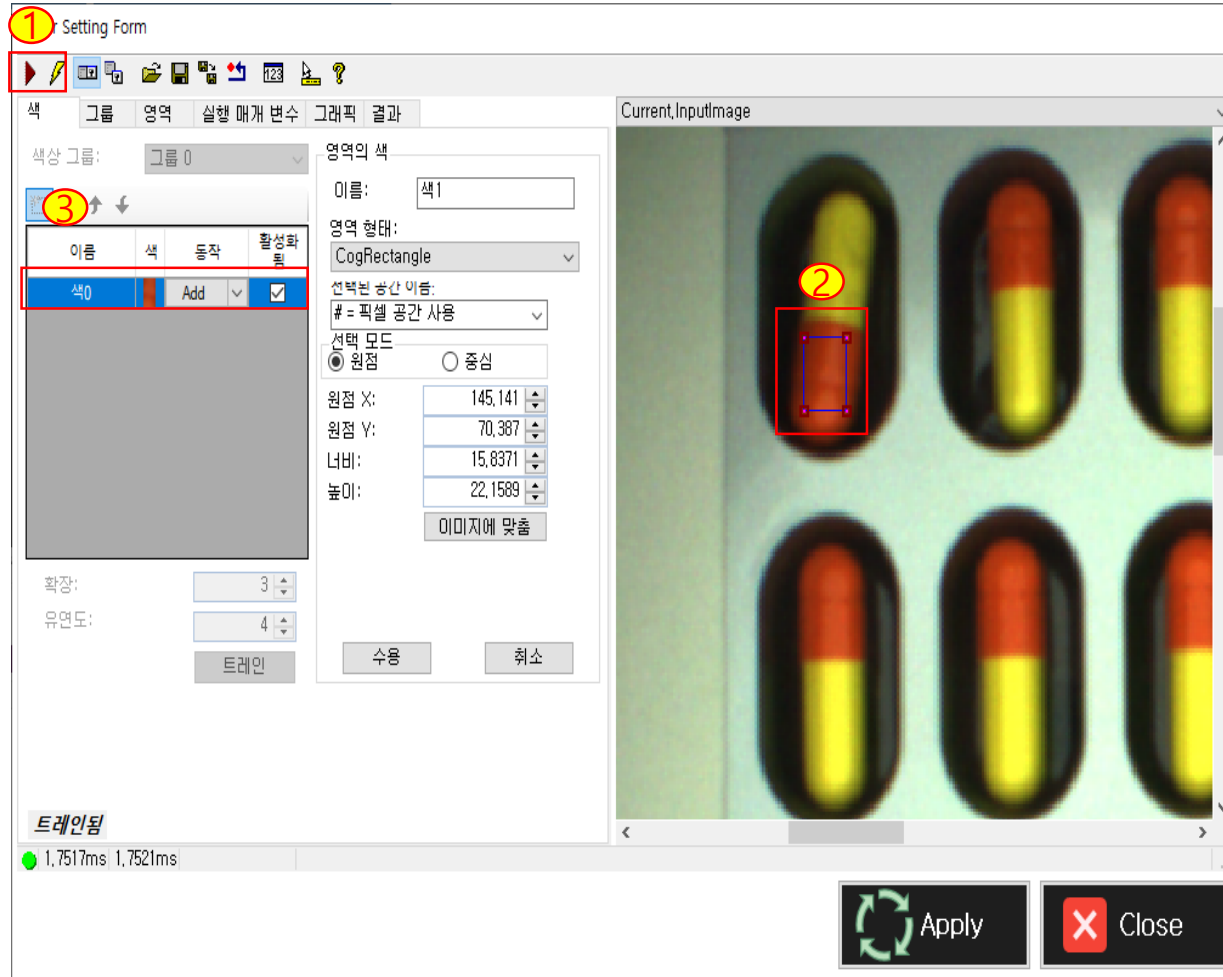 1
r Setting Form
123
색 그룹 영역 실행 매개 변수 그래픽 결과
Current.InputImage
색상 그룹: 그룹 0
3
이름 색 동작 활성화됨
색0 Add
확장: 3
유연도: 4
트레인
영역의 색
이름: 색1
영역 형태:
CogRectangle
선택된 공간 이름:
# = 픽셀 공간 사용
선택 모드
원점 중심
원점 X: 145,141
원점 Y: 70,387
너비: 15,8371
높이: 22,1589
이미지에 맞춤
수용 취소
2
트레인됨
1,7517ms 1,7521ms
Apply Close